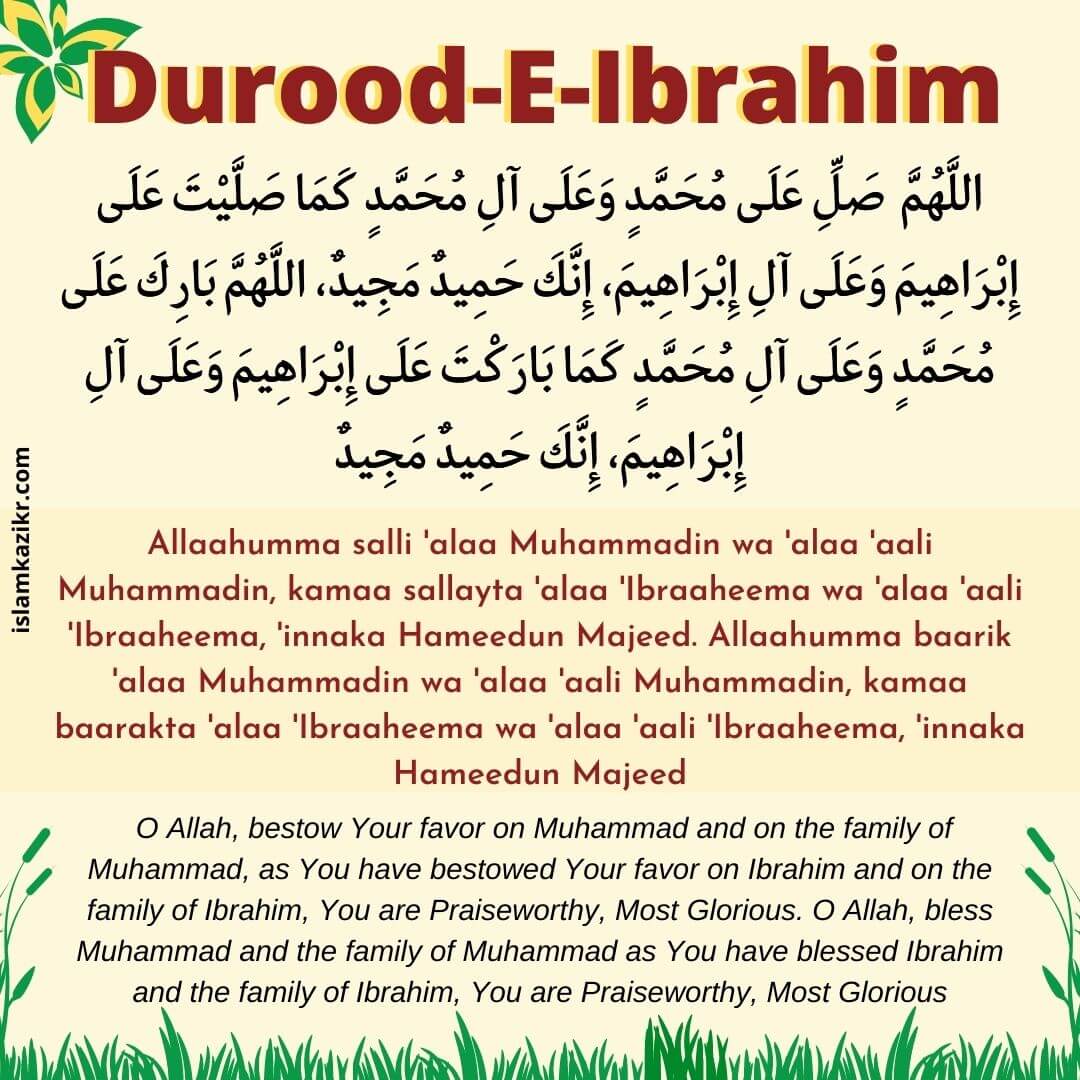 Durood-E-Ibrahim
اللَّهُمَّ صَلِّ عَلَى مُحَمَّدٍ وَعَلَى آلِ مُحَمَّدٍ كَمَا صَلَّيْتَ عَلَى
إِبْرَاهِيمَ وَعَلَى آلِ إِبْرَاهِيمَ، إِنَّكَ حَمِيدٌ مَجِيدٌ، اللَّهُمَّ بَارِكَ عَلَى
مُحَمَّدٍ وَعَلَى آلِ مُحَمَّدٍ كَمَا بَارَكْتَ عَلَى إِبْرَاهِيمَ وَعَلَى آلِ
إِبْرَاهِيمَ، إِنَّكَ حَمِيدٌ مَجِيدٌ
islamkazikr.com
Allaahumma salli 'alaa Muhammadin wa 'alaa 'aali
Muhammadin, kamaa sallayta 'alaa 'Ibraaheema wa 'alaa 'aali
'Ibraaheema, 'innaka Hameedun Majeed. Allaahumma baarik
'alaa Muhammadin wa 'alaa 'aali Muhammadin, kamaa
baarakta 'alaa 'Ibraaheema wa 'alaa 'aali 'Ibraaheema, 'innaka
Hameedun Majeed
O Allah, bestow Your favor on Muhammad and on the family of
Muhammad, as You have bestowed Your favor on Ibrahim and on the
family of Ibrahim, You are Praiseworthy, Most Glorious. O Allah, bless
Muhammad and the family of Muhammad as You have blessed Ibrahim
and the family of Ibrahim, You are Praiseworthy, Most Glorious